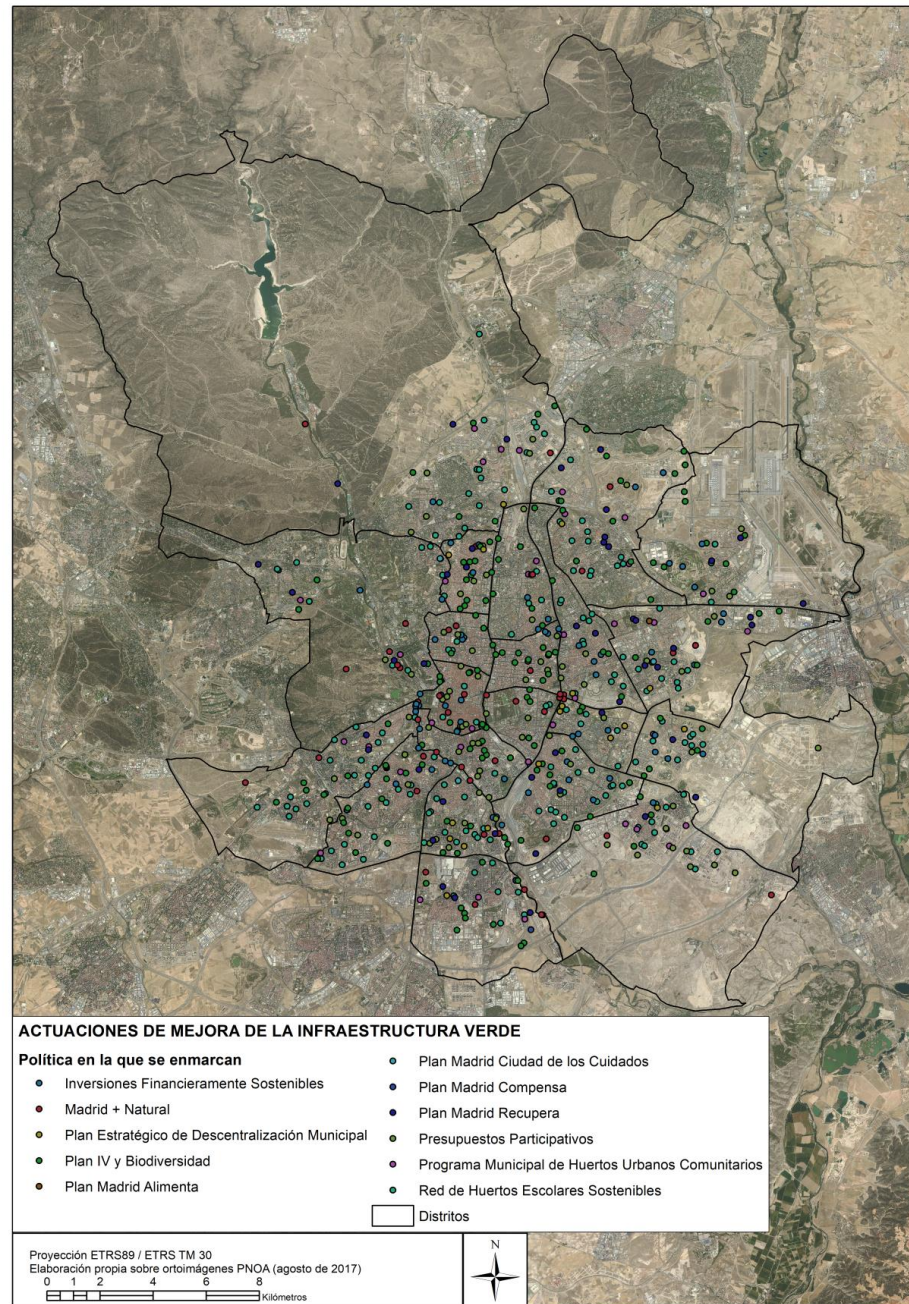 ACTUACIONES DE MEJORA DE LA INFRAESTRUCTURA VERDE
Política en la que se enmarcan
Inversiones Financieramente Sostenibles
Madrid + Natural
Plan Estratégico de Descentralización Municipal
Plan IV y Biodiversidad
Plan Madrid Alimenta
Plan Madrid Ciudad de los Cuidados
Plan Madrid Compensa
Plan Madrid Recupera
Presupuestos Participativos
Programa Municipal de Huertos Urbanos Comunitarios
Red de Huertos Escolares Sostenibles
Distritos
Proyección ETRS89 / ETRS TM 30
Elaboración propia sobre ortoimágenes PNOA (agosto de 2017)
0 1 2 4 6 8
Kilómetros
N